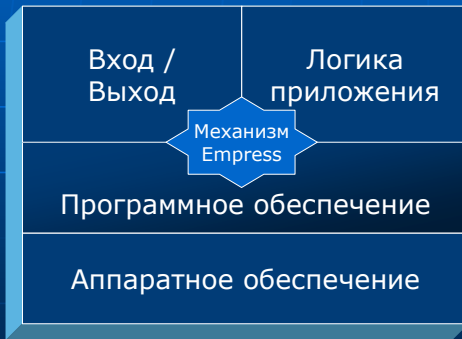 Вход /
Выход
Логика
приложения
Механизм
Empress
Программное обеспечение
Аппаратное обеспечение